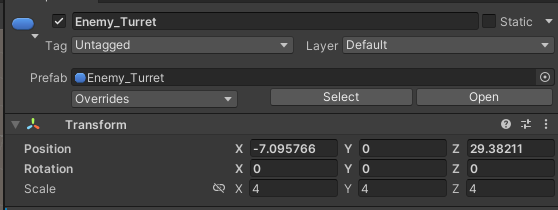 Enemy_Turret Static
Tag Untagged Layer Default
Prefab Enemy_Turret
Overrides Select Open
Transform
Position X -7.095766 Y 0 Z 29.38211
Rotation X 0 Y 0 Z 0
Scale X 4 Y 4 Z 4